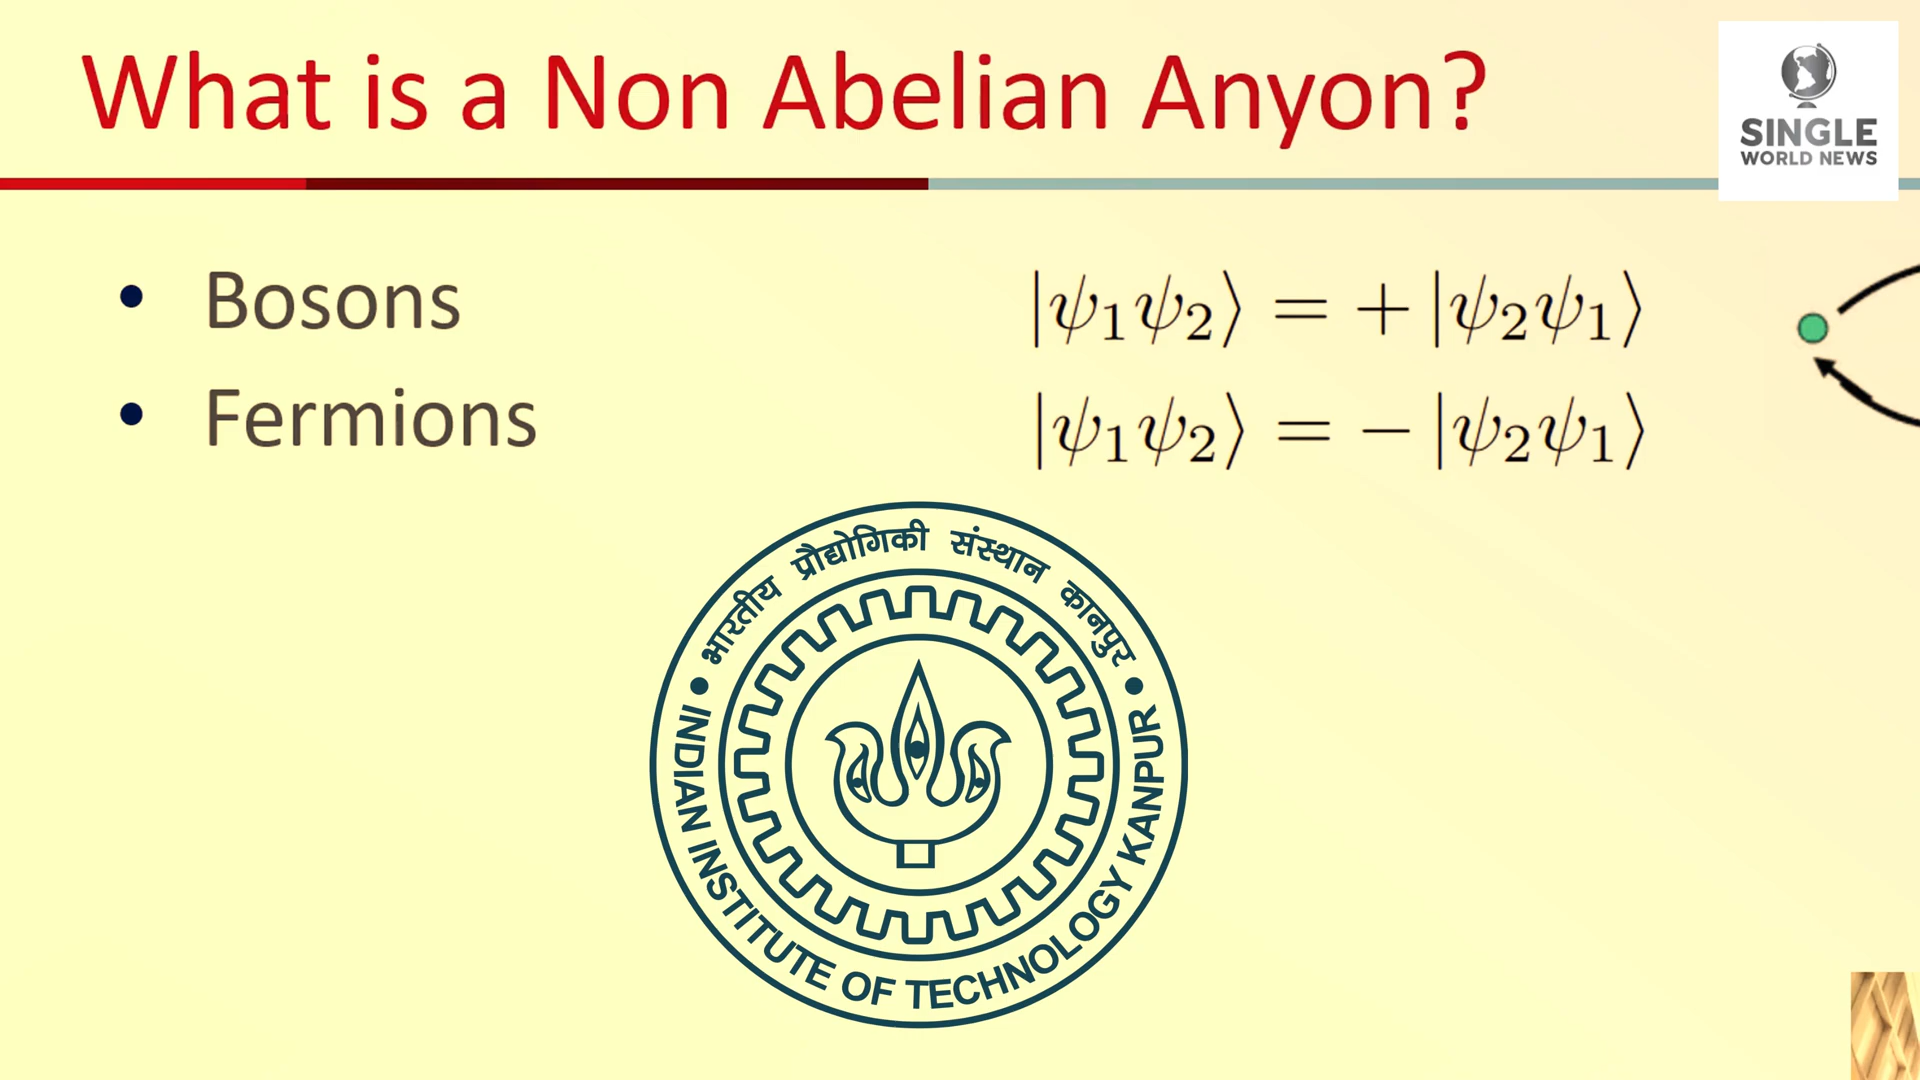 What is a Non Abelian Anyon?
SINGLE
WORLD NEWS
• Bosons |ψ₁ψ₂⟩ = + |ψ₂ψ₁⟩
• Fermions |ψ₁ψ₂⟩ = − |ψ₂ψ₁⟩
भारतीय प्रौद्योगिकी संस्थान कानपुर
INDIAN INSTITUTE OF TECHNOLOGY KANPUR